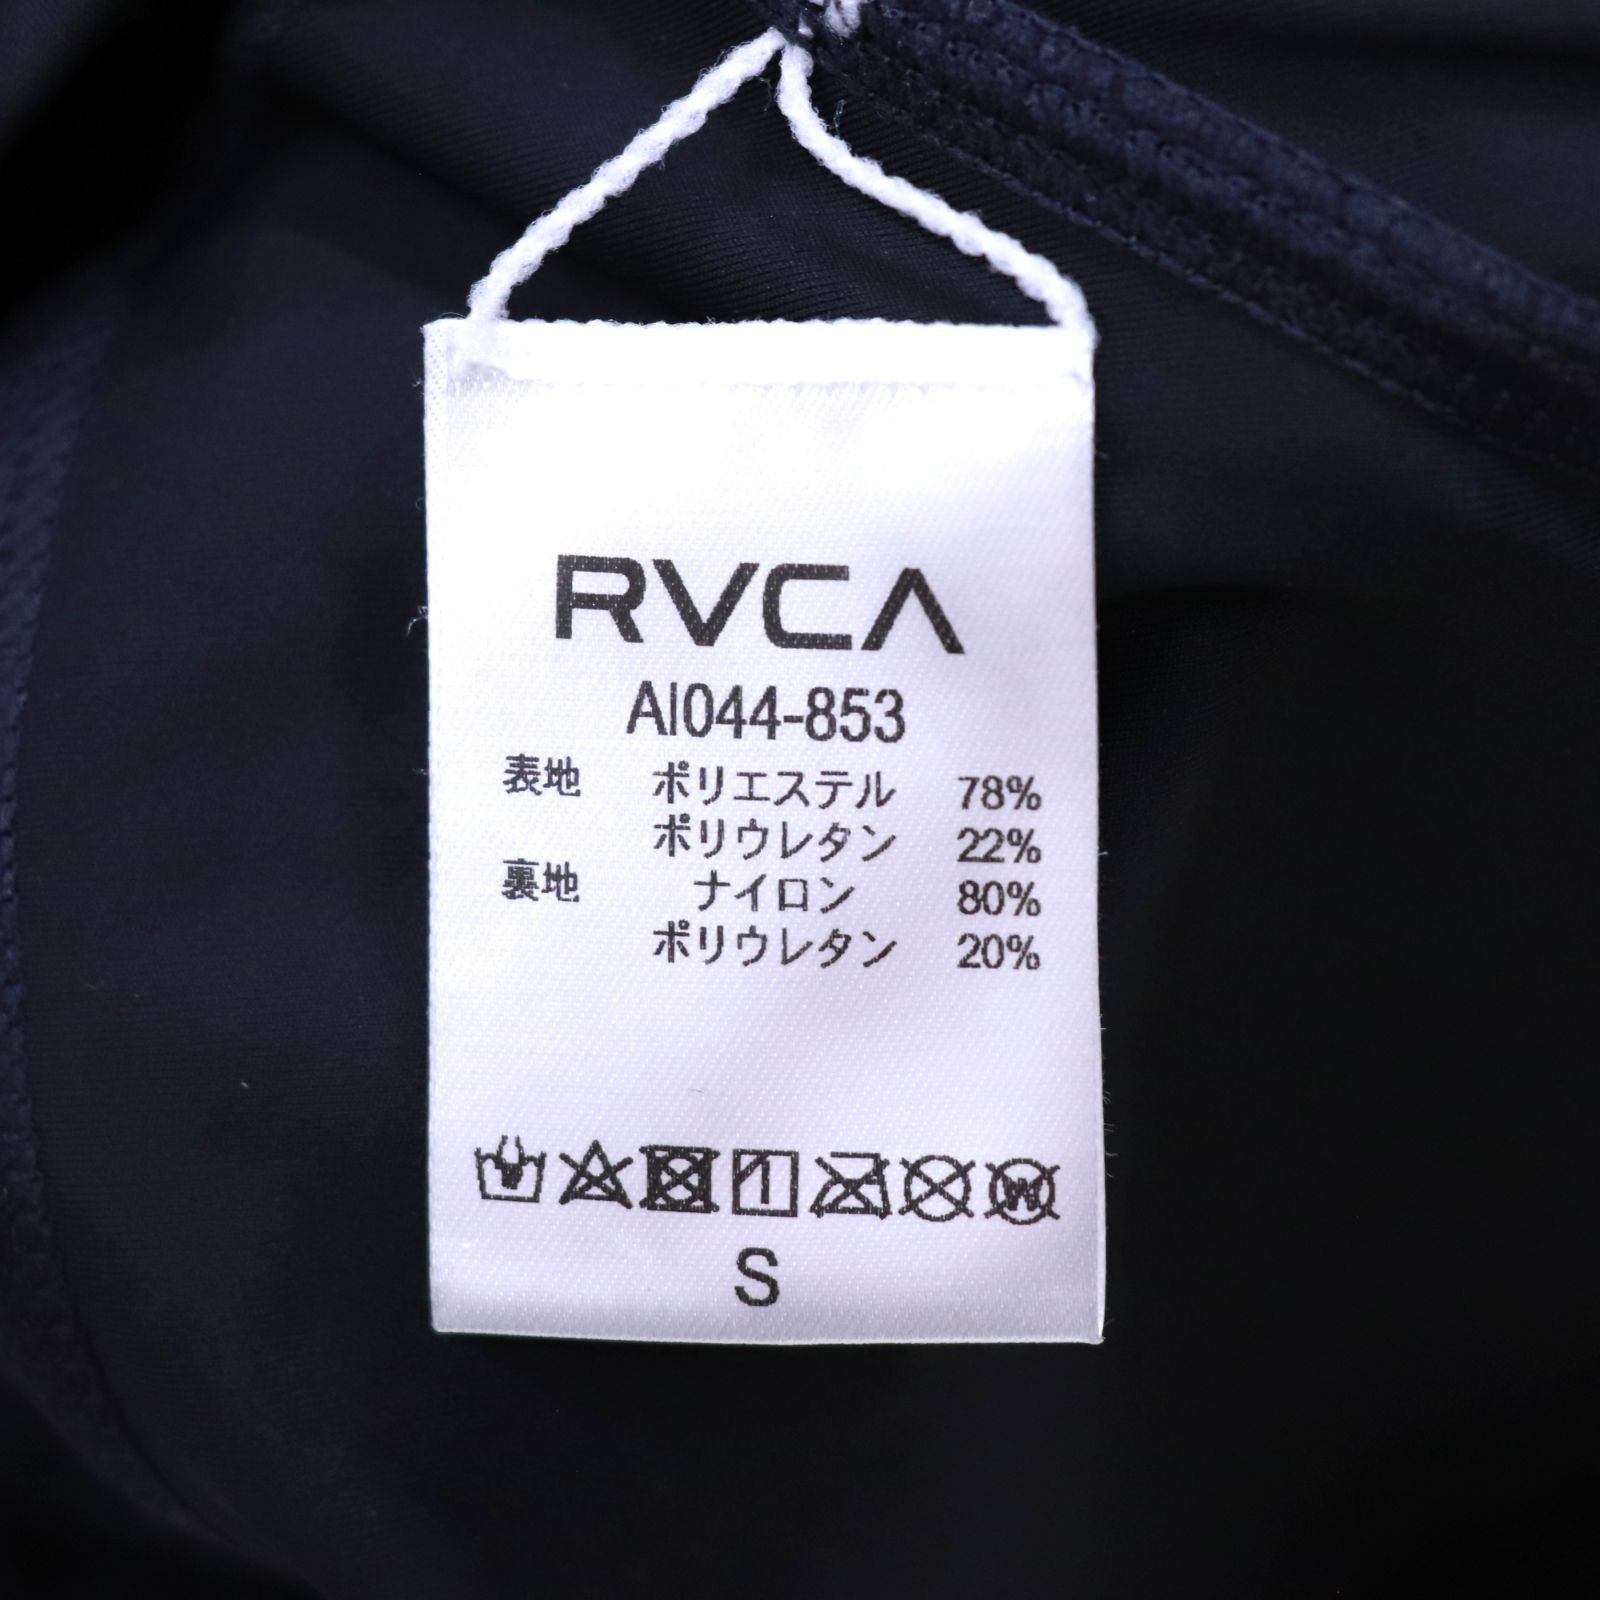 RVCA
AI044-853
表地 ポリエステル 78%
ポリウレタン 22%
裏地 ナイロン 80%
ポリウレタン 20%
W
S